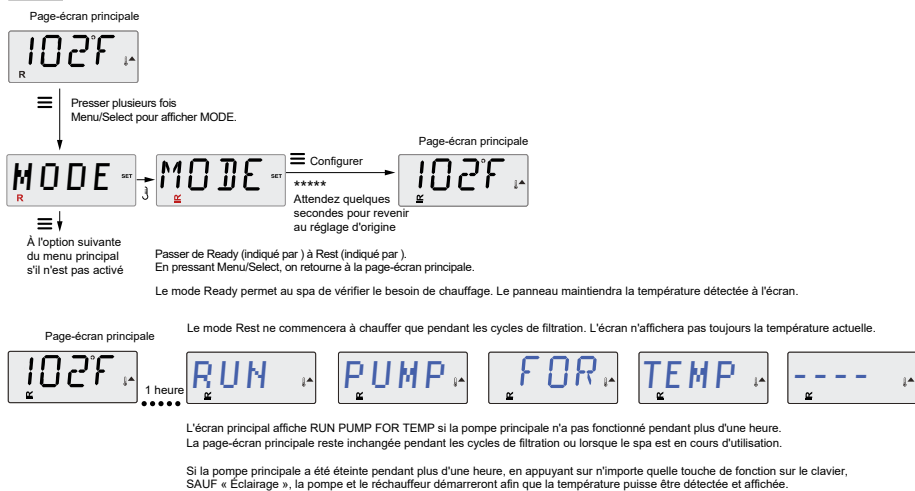 Page-écran principale
102°F
R
Presser plusieurs fois
Menu/Select pour afficher MODE.
Page-écran principale
MODE SET
R
MODE SET
R
Configurer
*****
Attendez quelques
secondes pour revenir
au réglage d'origine
102°F
R
À l'option suivante
du menu principal
s'il n'est pas activé
Passer de Ready (indiqué par ) à Rest (indiqué par ).
En pressant Menu/Select, on retourne à la page-écran principale.
Le mode Ready permet au spa de vérifier le besoin de chauffage. Le panneau maintiendra la température détectée à l'écran.
Le mode Rest ne commencera à chauffer que pendant les cycles de filtration. L'écran n'affichera pas toujours la température actuelle.
Page-écran principale
102°F
R
1 heure
RUN
R
PUMP
R
FOR
R
TEMP
R
----
R
L'écran principal affiche RUN PUMP FOR TEMP si la pompe principale n'a pas fonctionné pendant plus d'une heure.
La page-écran principale reste inchangée pendant les cycles de filtration ou lorsque le spa est en cours d'utilisation.
Si la pompe principale a été éteinte pendant plus d'une heure, en appuyant sur n'importe quelle touche de fonction sur le clavier,
SAUF « Éclairage », la pompe et le réchauffeur démarreront afin que la température puisse être détectée et affichée.